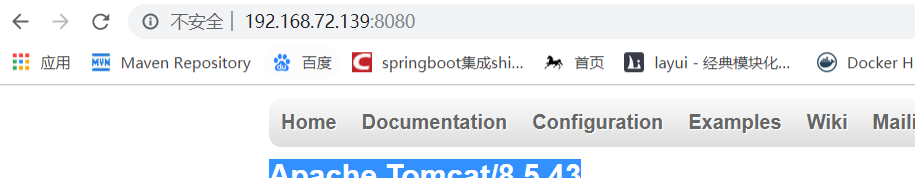 不安全 | 192.168.72.139:8080
应用 MVN Maven Repository 百度 C springboot集成shi... 首页 layui - 经典模块化... Docker H
Home Documentation Configuration Examples Wiki Maili
Apache Tomcat/8.5.43